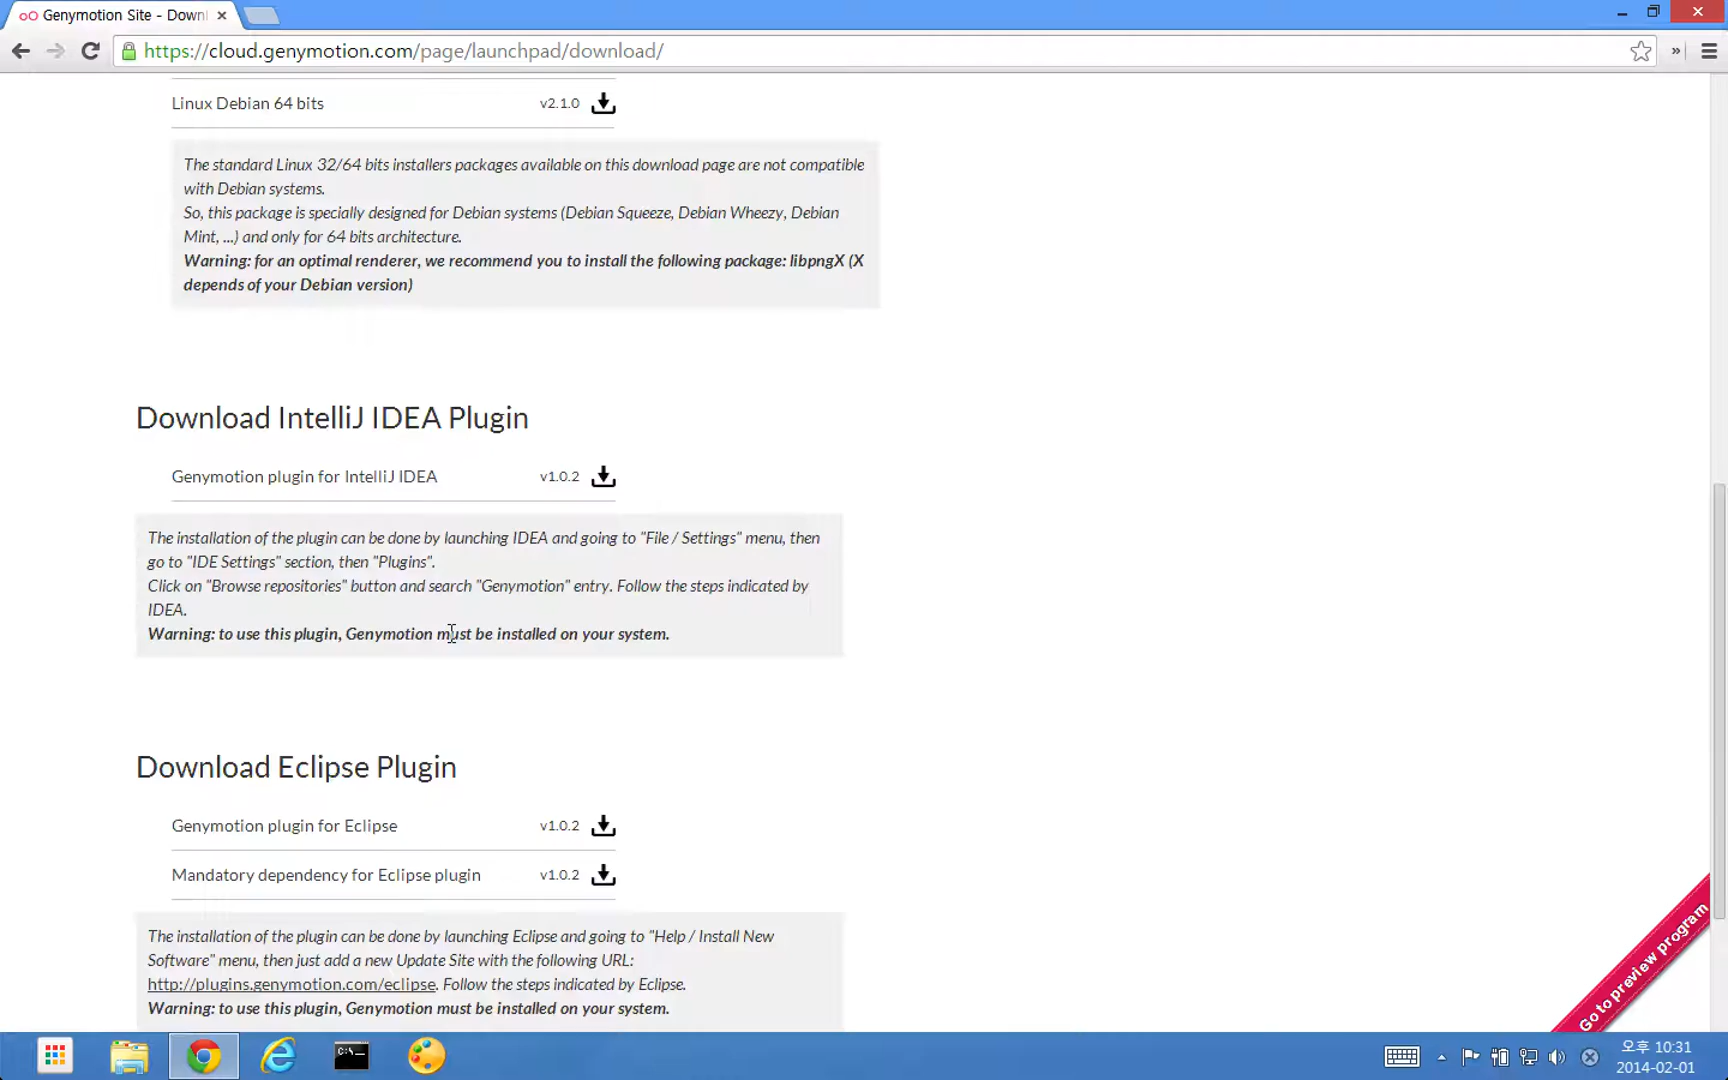 Genymotion Site - Downl
https://cloud.genymotion.com/page/launchpad/download/
Linux Debian 64 bits v2.1.0
The standard Linux 32/64 bits installers packages available on this download page are not compatible
with Debian systems.
So, this package is specially designed for Debian systems (Debian Squeeze, Debian Wheezy, Debian
Mint, ...) and only for 64 bits architecture.
Warning: for an optimal renderer, we recommend you to install the following package: libpngX (X
depends of your Debian version)
Download IntelliJ IDEA Plugin
Genymotion plugin for IntelliJ IDEA v1.0.2
The installation of the plugin can be done by launching IDEA and going to "File / Settings" menu, then
go to "IDE Settings" section, then "Plugins".
Click on "Browse repositories" button and search "Genymotion" entry. Follow the steps indicated by
IDEA.
Warning: to use this plugin, Genymotion must be installed on your system.
Download Eclipse Plugin
Genymotion plugin for Eclipse v1.0.2
Mandatory dependency for Eclipse plugin v1.0.2
The installation of the plugin can be done by launching Eclipse and going to "Help / Install New
Software" menu, then just add a new Update Site with the following URL:
http://plugins.genymotion.com/eclipse. Follow the steps indicated by Eclipse.
Warning: to use this plugin, Genymotion must be installed on your system.
Go to preview program
C:\_
오후 10:31
2014-02-01